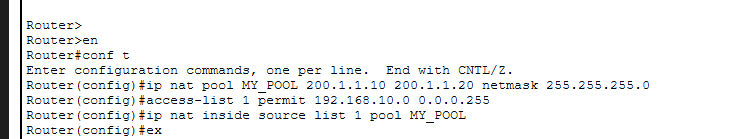 Router>
Router>en
Router#conf t
Enter configuration commands, one per line.  End with CNTL/Z.
Router(config)#ip nat pool MY_POOL 200.1.1.10 200.1.1.20 netmask 255.255.255.0
Router(config)#access-list 1 permit 192.168.10.0 0.0.0.255
Router(config)#ip nat inside source list 1 pool MY_POOL
Router(config)#ex